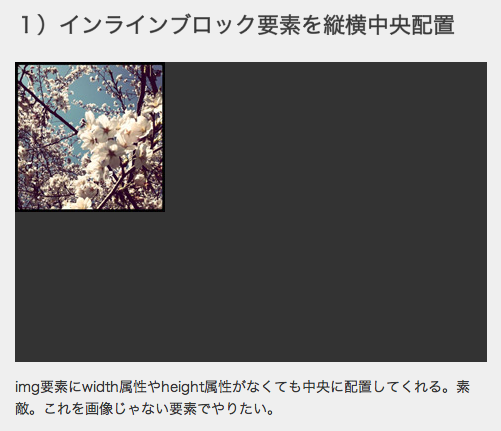 １）インラインブロック要素を縦横中央配置
img要素にwidth属性やheight属性がなくても中央に配置してくれる。素
敵。これを画像じゃない要素でやりたい。